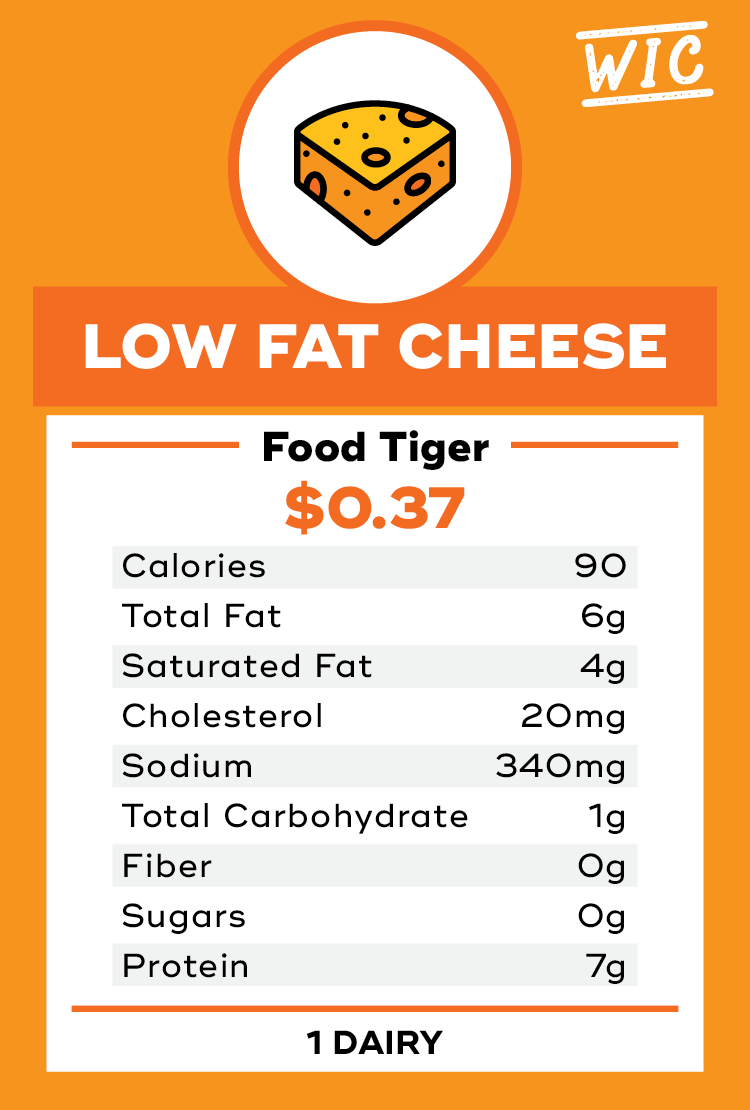 WIC
LOW FAT CHEESE
Food Tiger
$0.37
Calories 90
Total Fat 6g
Saturated Fat 4g
Cholesterol 20mg
Sodium 340mg
Total Carbohydrate 1g
Fiber 0g
Sugars 0g
Protein 7g
1 DAIRY